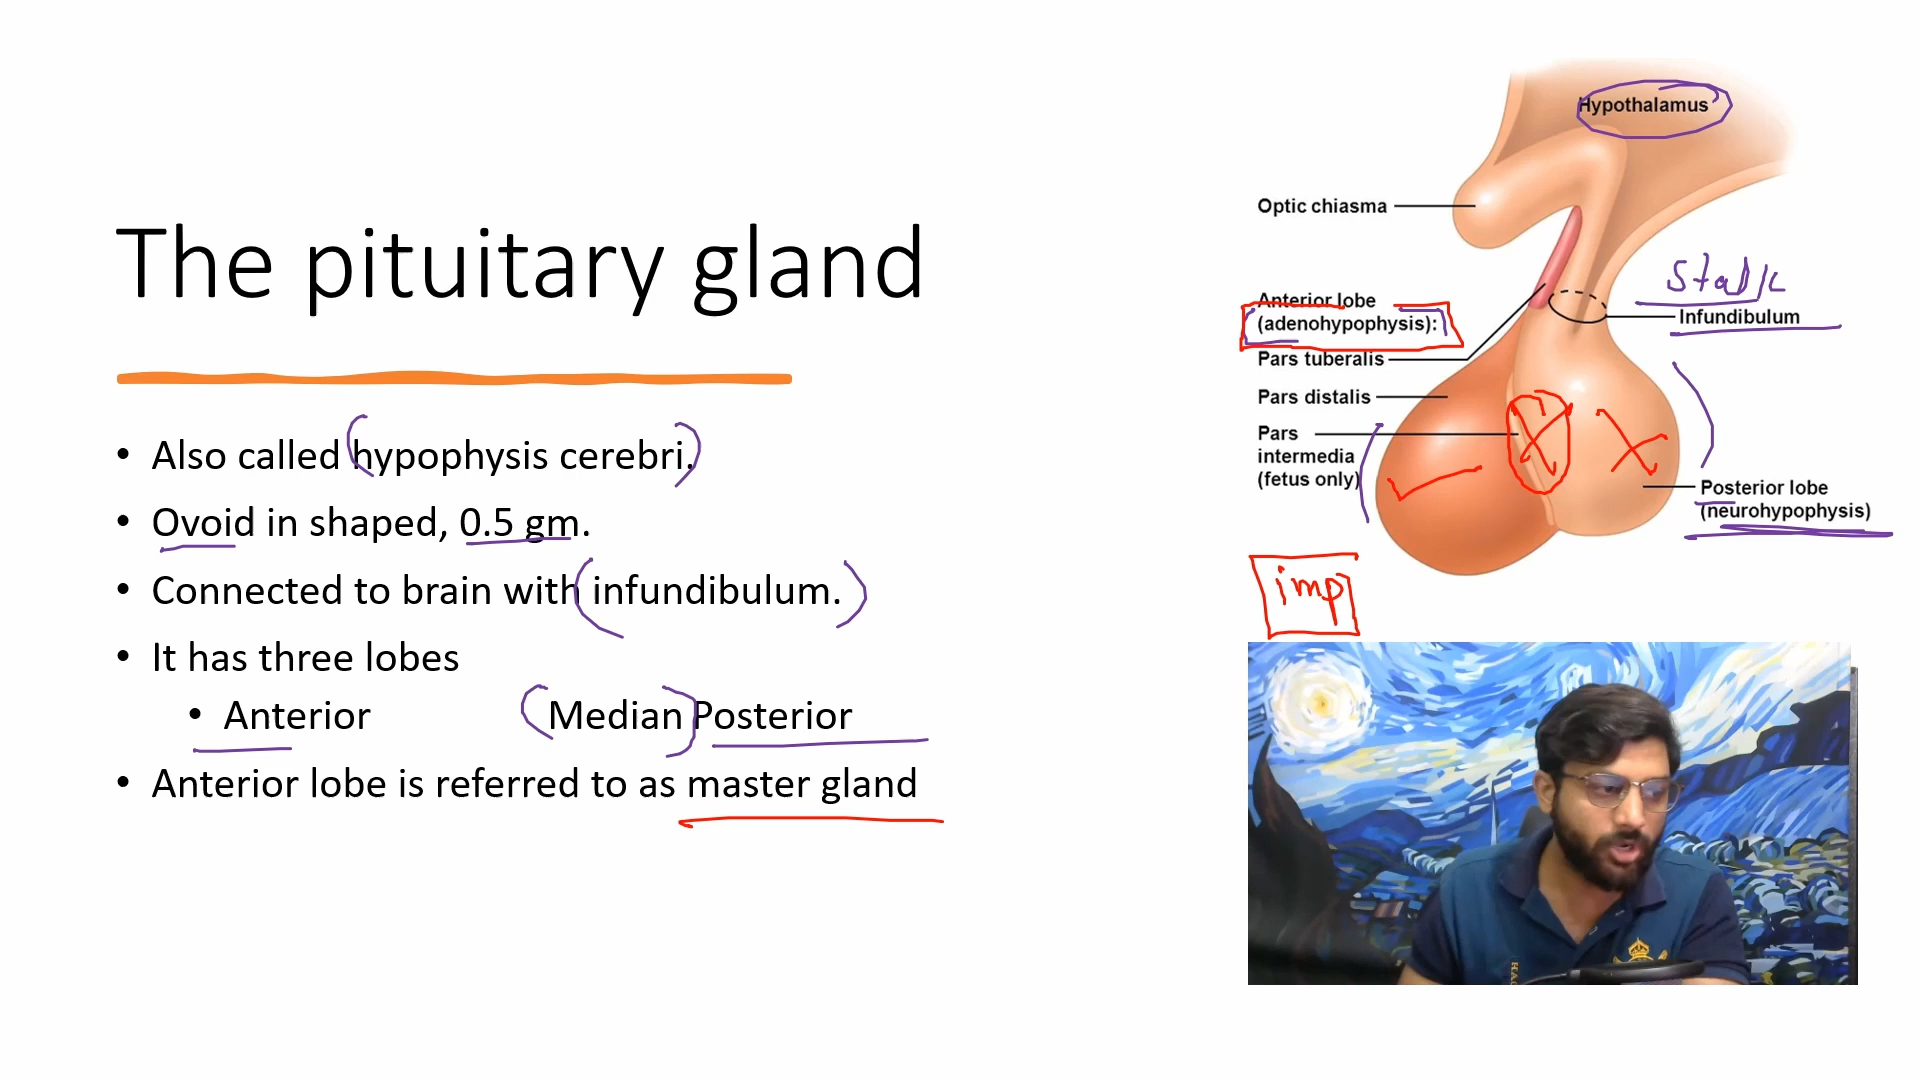 The pituitary gland
• Also called hypophysis cerebri.
• Ovoid in shaped, 0.5 gm.
• Connected to brain with infundibulum.
• It has three lobes
• Anterior Median Posterior
• Anterior lobe is referred to as master gland
Hypothalamus
Optic chiasma
Stalk
Infundibulum
Anterior lobe
(adenohypophysis):
Pars tuberalis
Pars distalis
Pars
intermedia
(fetus only)
Posterior lobe
(neurohypophysis)
imp